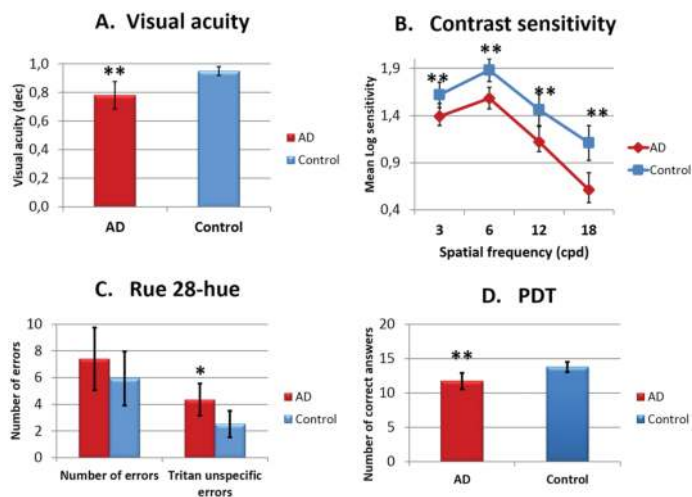 A. Visual acuity
Visual acuity (dec)
1,0
0,8
0,6
0,4
0,2
0,0
**
AD
Control
AD
Control
B. Contrast sensitivity
Mean Log sensitivity
1,9
1,4
0,9
0,4
**
**
**
**
3 6 12 18
Spatial frequency (cpd)
AD
Control
C. Rue 28-hue
Number of errors
10
8
6
4
2
0
*
Number of errors
Tritan unspecific
errors
AD
Control
D. PDT
Number of correct answers
20
15
10
5
0
**
AD
Control
AD
Control